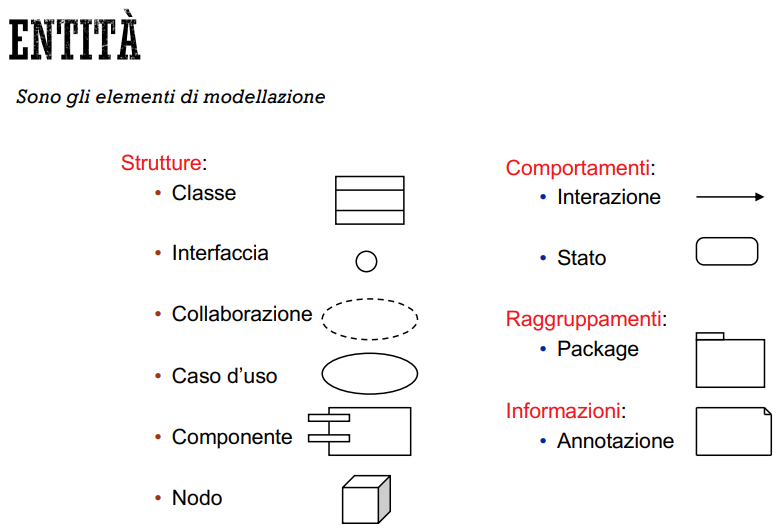 ENTITÀ
Sono gli elementi di modellazione
Strutture:
• Classe
• Interfaccia
• Collaborazione
• Caso d’uso
• Componente
• Nodo
Comportamenti:
• Interazione
• Stato
Raggruppamenti:
• Package
Informazioni:
• Annotazione